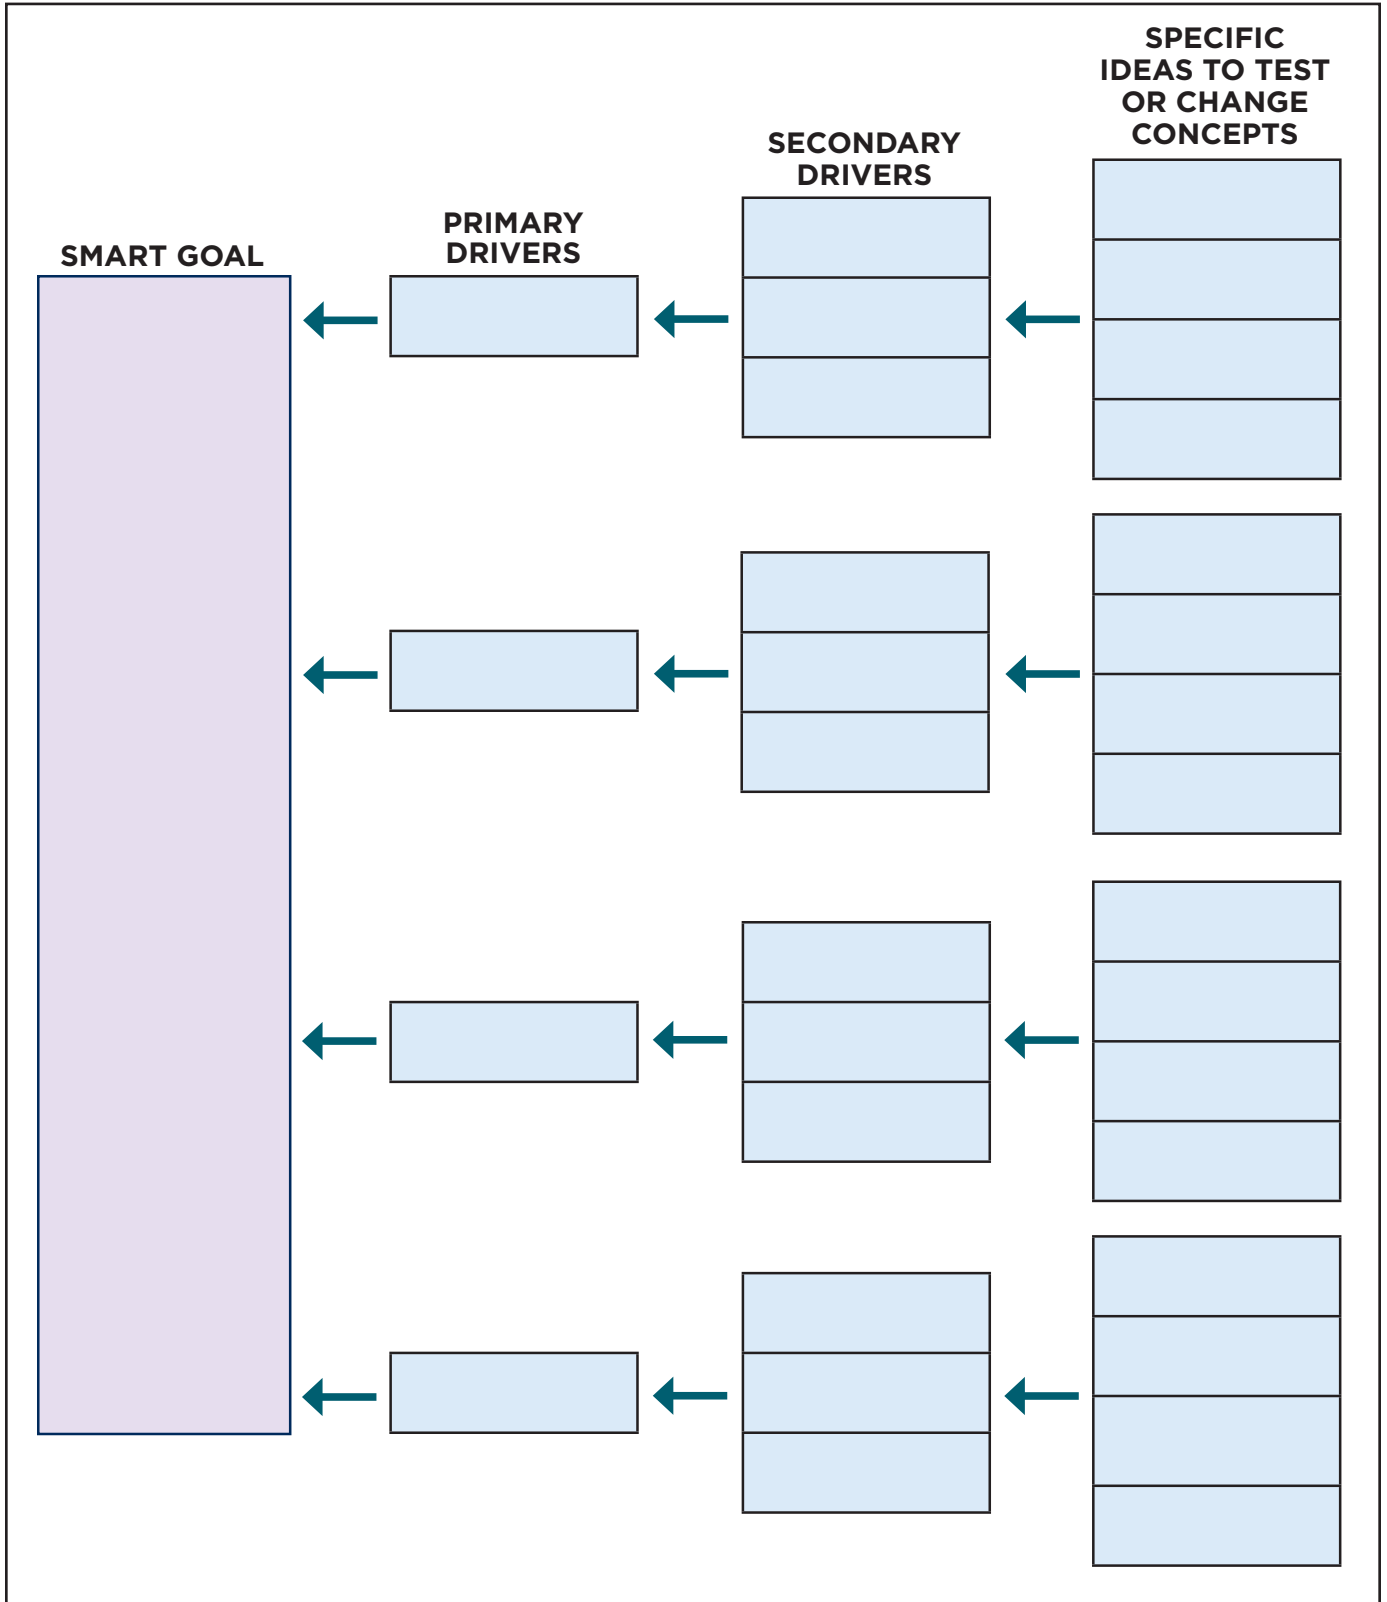 SMART GOAL
PRIMARY
DRIVERS
SECONDARY
DRIVERS
SPECIFIC
IDEAS TO TEST
OR CHANGE
CONCEPTS